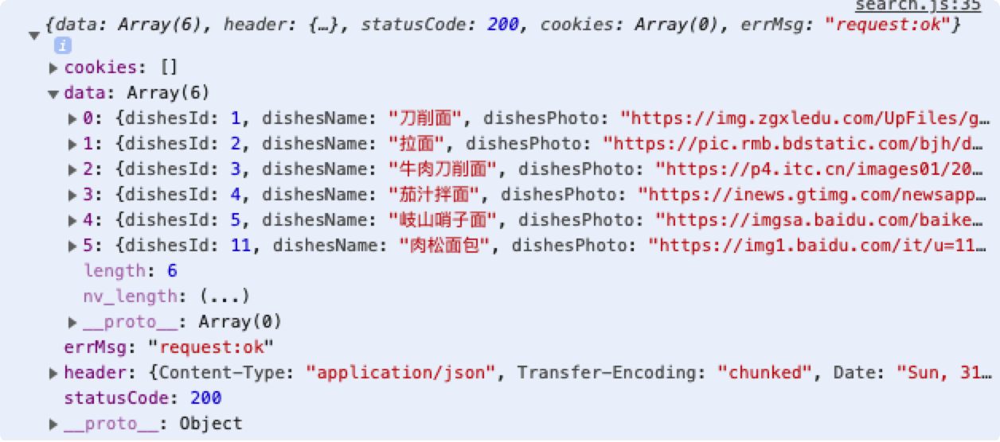 search.js:35
{data: Array(6), header: {…}, statusCode: 200, cookies: Array(0), errMsg: "request:ok"}
i
cookies: []
data: Array(6)
0: {dishesId: 1, dishesName: "刀削面", dishesPhoto: "https://img.zgxledu.com/UpFiles/g…
1: {dishesId: 2, dishesName: "拉面", dishesPhoto: "https://pic.rmb.bdstatic.com/bjh/d…
2: {dishesId: 3, dishesName: "牛肉刀削面", dishesPhoto: "https://p4.itc.cn/images01/20…
3: {dishesId: 4, dishesName: "茄汁拌面", dishesPhoto: "https://inews.gtimg.com/newsapp…
4: {dishesId: 5, dishesName: "岐山哨子面", dishesPhoto: "https://imgsa.baidu.com/baike…
5: {dishesId: 11, dishesName: "肉松面包", dishesPhoto: "https://img1.baidu.com/it/u=11…
length: 6
nv_length: (...)
__proto__: Array(0)
errMsg: "request:ok"
header: {Content-Type: "application/json", Transfer-Encoding: "chunked", Date: "Sun, 31…
statusCode: 200
__proto__: Object